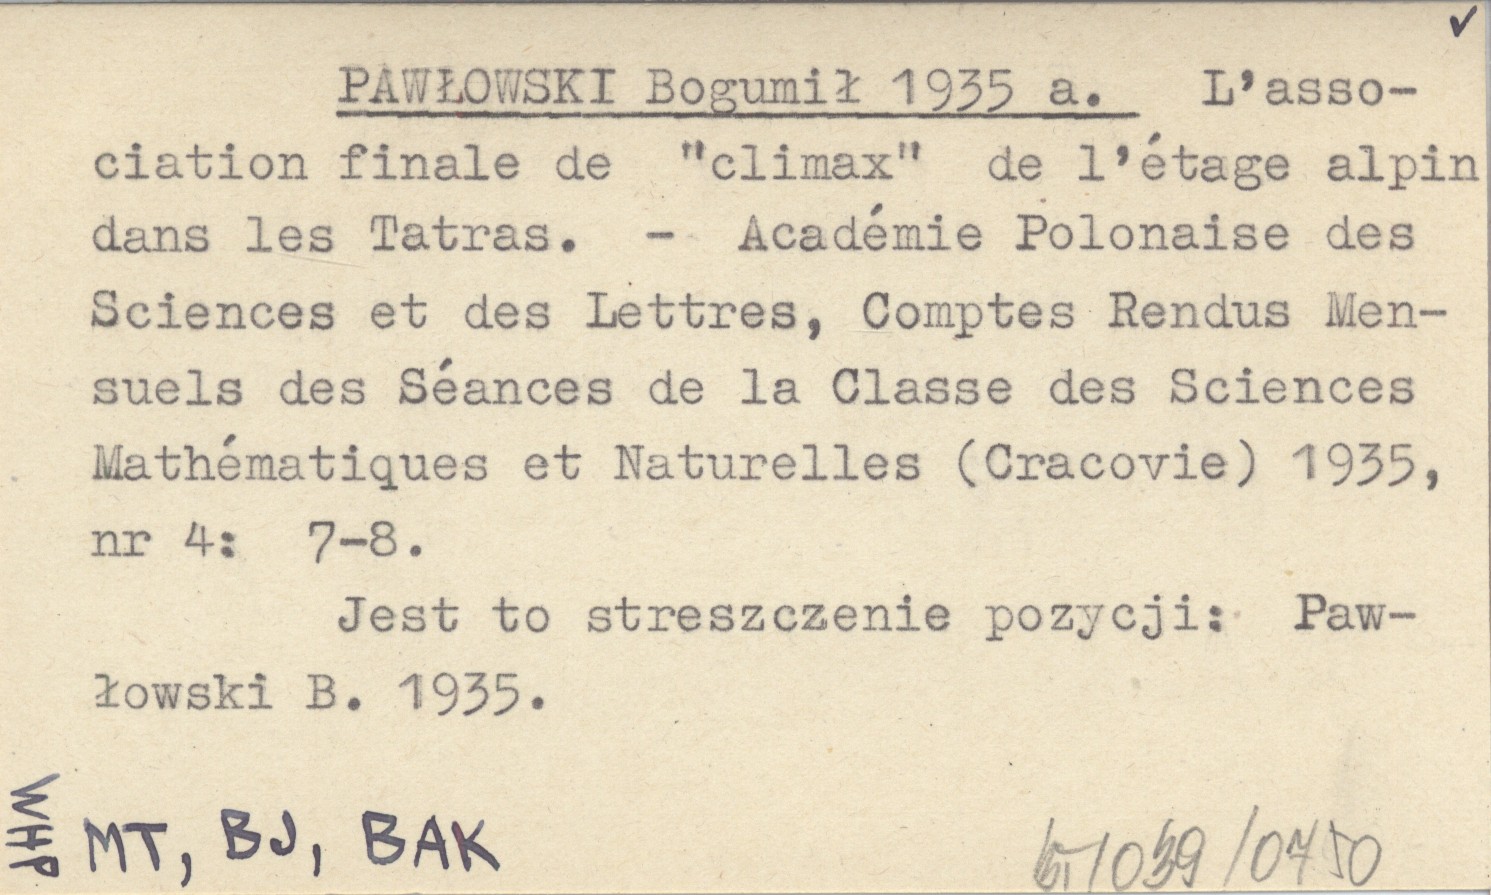 ✓
PAWŁOWSKI Bogumił 1935 a. L'asso-
ciation finale de "climax" de l'étage alpin
dans les Tatras. - Académie Polonaise des
Sciences et des Lettres, Comptes Rendus Men-
suels des Séances de la Classe des Sciences
Mathématiques et Naturelles (Cracovie) 1935,
nr 4: 7-8.
Jest to streszczenie pozycji: Paw-
łowski B. 1935.
WHP
MT, BJ, BAK